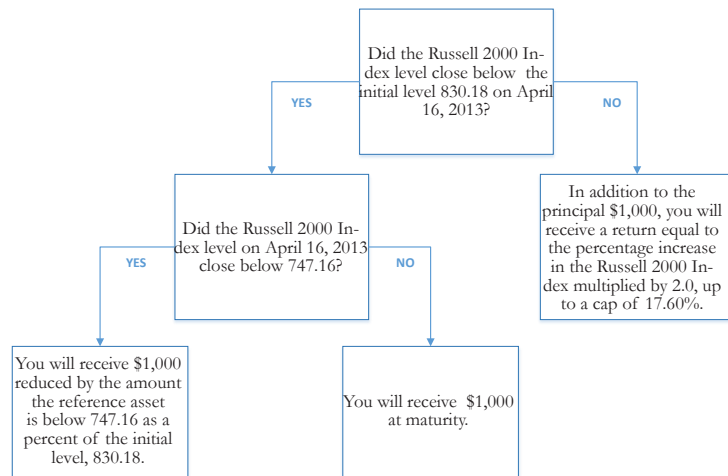 Did the Russell 2000 In-
dex level close below the
initial level 830.18 on April
16, 2013?
YES
NO
Did the Russell 2000 In-
dex level on April 16, 2013
close below 747.16?
In addition to the
principal $1,000, you will
receive a return equal to
the percentage increase
in the Russell 2000 In-
dex multiplied by 2.0, up
to a cap of 17.60%.
YES
NO
You will receive $1,000
reduced by the amount
the reference asset
is below 747.16 as a
percent of the initial
level, 830.18.
You will receive $1,000
at maturity.